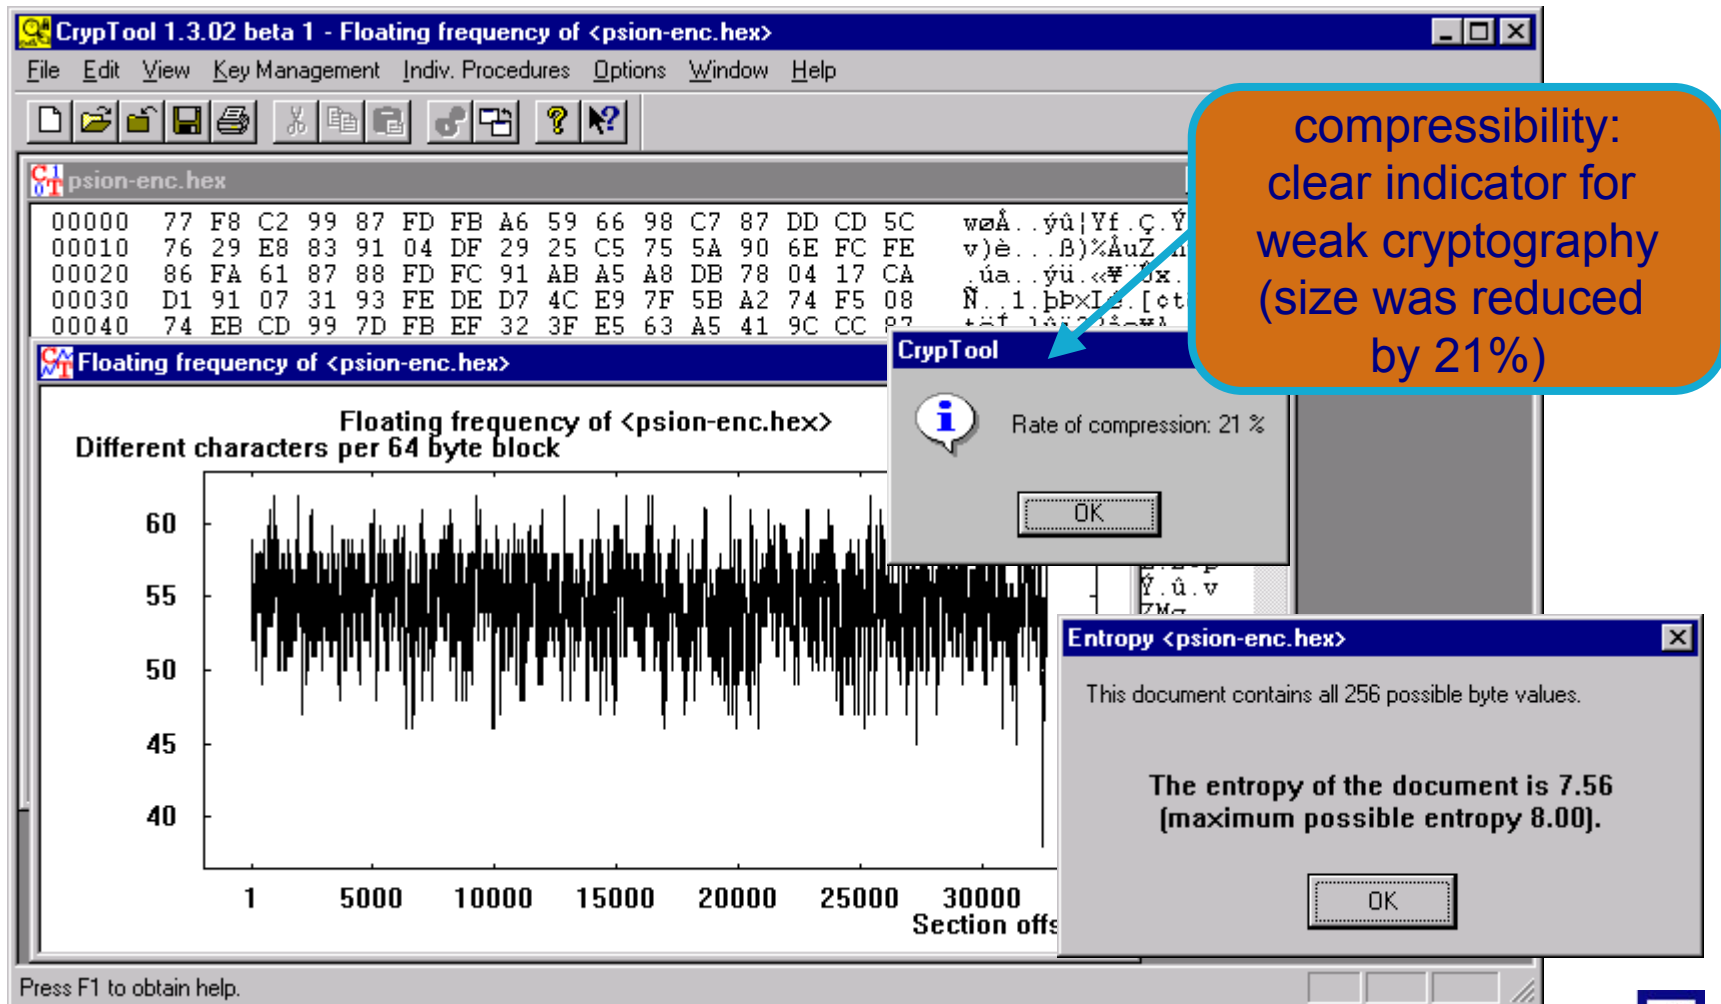 CrypTool 1.3.02 beta 1 - Floating frequency of <psion-enc.hex>
File Edit View Key Management Indiv. Procedures Options Window Help
compressibility:
clear indicator for
weak cryptography
(size was reduced
by 21%)
psion-enc.hex
00000 77 F8 C2 99 87 FD FB A6 59 66 98 C7 87 DD CD 5C
00010 76 29 E8 83 91 04 DF 29 25 C5 75 5A 90 6E FC FE
00020 86 FA 61 87 88 FD FC 91 AB A5 A8 DB 78 04 17 CA
00030 D1 91 07 31 93 FE DE D7 4C E9 7F 5B A2 74 F5 08
00040 74 EB CD 99 7D FB EF 32 3F E5 63 A5 41 9C CC 87
Floating frequency of <psion-enc.hex>
CrypTool
Rate of compression: 21 %
OK
Floating frequency of <psion-enc.hex>
Different characters per 64 byte block
60
55
50
45
40
1 5000 10000 15000 20000 25000 30000
Section offs
Entropy <psion-enc.hex>
This document contains all 256 possible byte values.
The entropy of the document is 7.56
(maximum possible entropy 8.00).
OK
Press F1 to obtain help.